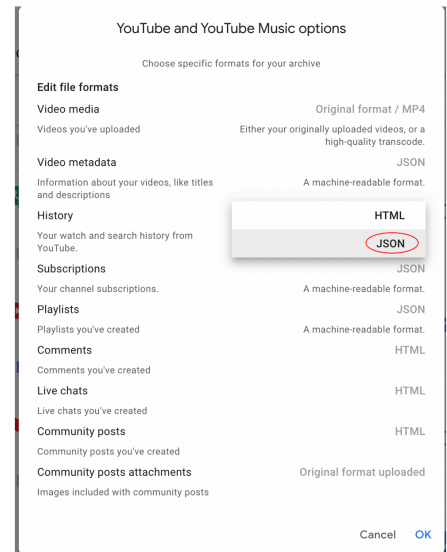 YouTube and YouTube Music options
Choose specific formats for your archive
Edit file formats
Video media
Original format / MP4
Videos you've uploaded
Either your originally uploaded videos, or a
high-quality transcode.
Video metadata
JSON
Information about your videos, like titles
and descriptions
A machine-readable format.
History
HTML
Your watch and search history from
YouTube.
JSON
Subscriptions
JSON
Your channel subscriptions.
A machine-readable format.
Playlists
JSON
Playlists you've created
A machine-readable format.
Comments
HTML
Comments you've created
Live chats
HTML
Live chats you've created
Community posts
HTML
Community posts you've created
Community posts attachments
Original format uploaded
Images included with community posts
Cancel
OK